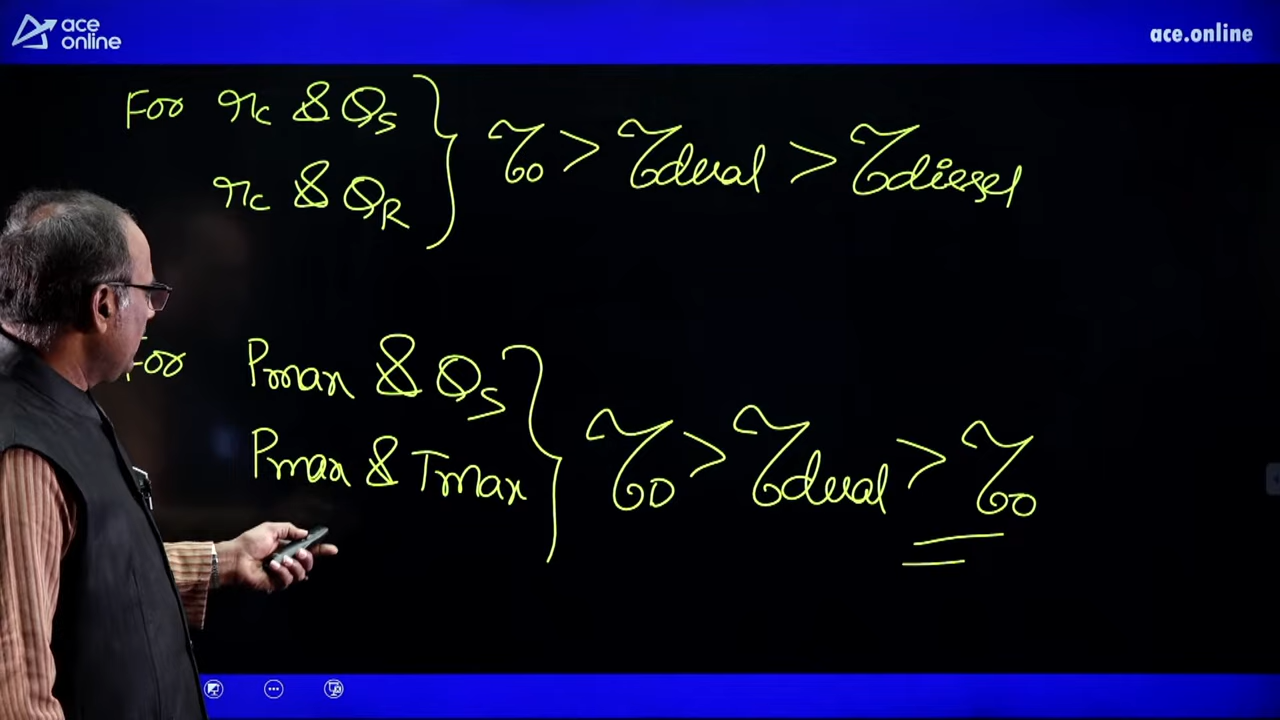 ace
online
ace.online
For rc & QS
rc & QR
ηo > ηdual > ηdiesel
For Pmax & QS
Pmax & Tmax
ηD > ηdual > ηo